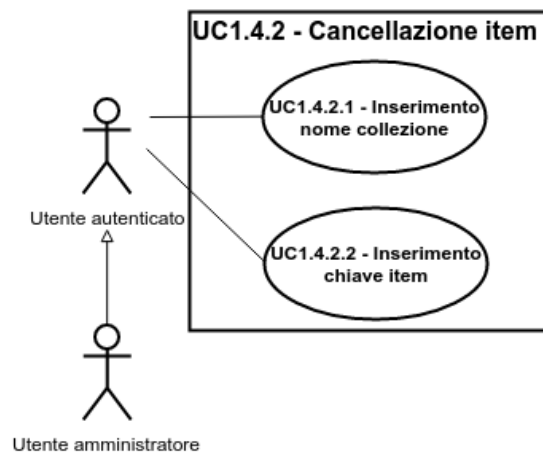 UC1.4.2 - Cancellazione item
UC1.4.2.1 - Inserimento
nome collezione
Utente autenticato
UC1.4.2.2 - Inserimento
chiave item
Utente amministratore